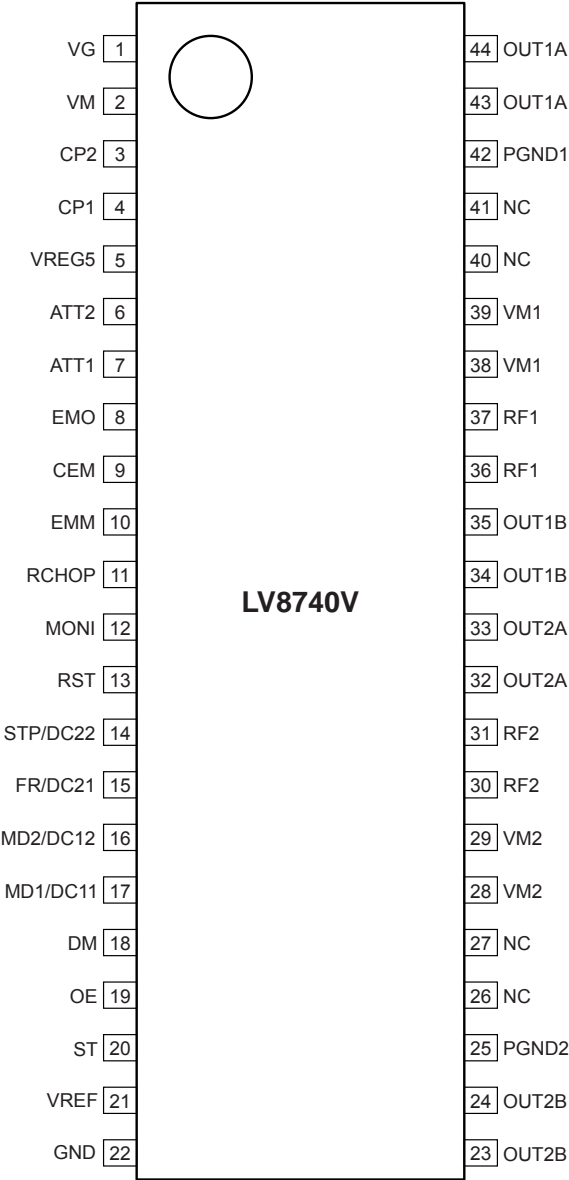 VG 1 44 OUT1A
VM 2 43 OUT1A
CP2 3 42 PGND1
CP1 4 41 NC
VREG5 5 40 NC
ATT2 6 39 VM1
ATT1 7 38 VM1
EMO 8 37 RF1
CEM 9 36 RF1
EMM 10 35 OUT1B
RCHOP 11 34 OUT1B
LV8740V
MONI 12 33 OUT2A
RST 13 32 OUT2A
STP/DC22 14 31 RF2
FR/DC21 15 30 RF2
MD2/DC12 16 29 VM2
MD1/DC11 17 28 VM2
DM 18 27 NC
OE 19 26 NC
ST 20 25 PGND2
VREF 21 24 OUT2B
GND 22 23 OUT2B